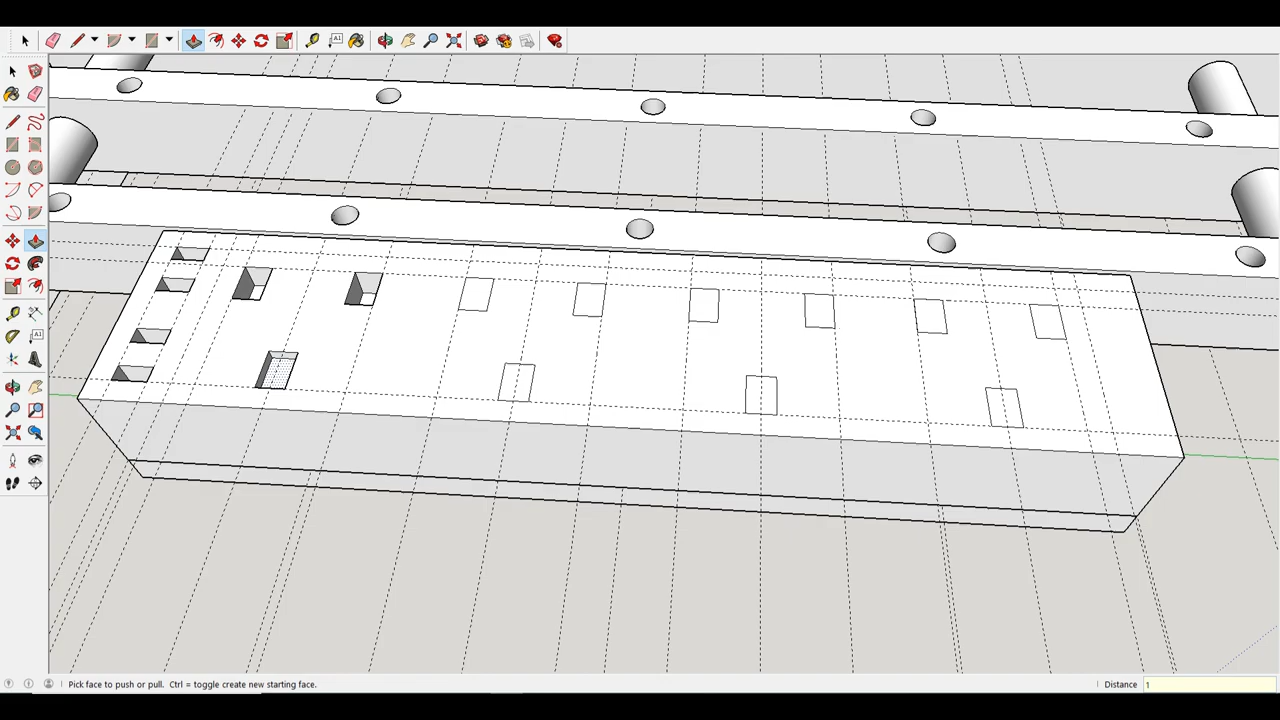 Pick face to push or pull. Ctrl = toggle create new starting face.
Distance 1